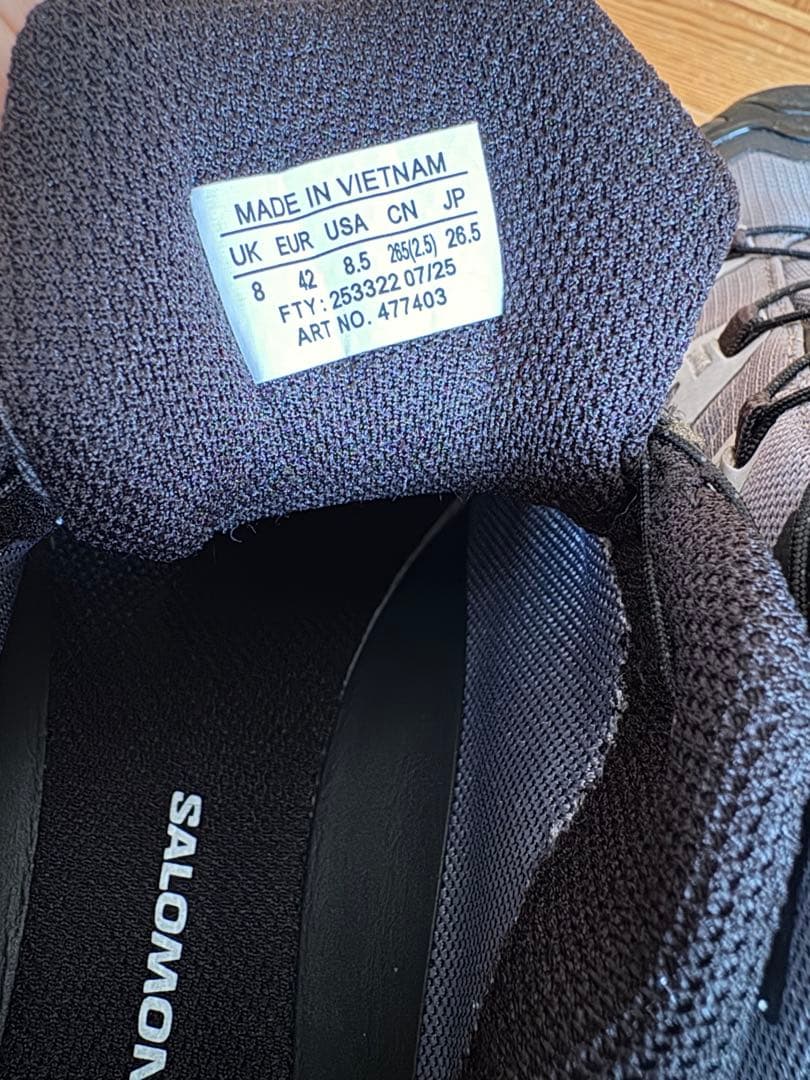 MADE IN VIETNAM
UK EUR USA CN JP
8 42 8.5 265(2.5) 26.5
FTY: 253322 07/25
ART NO. 477403
SALOMON